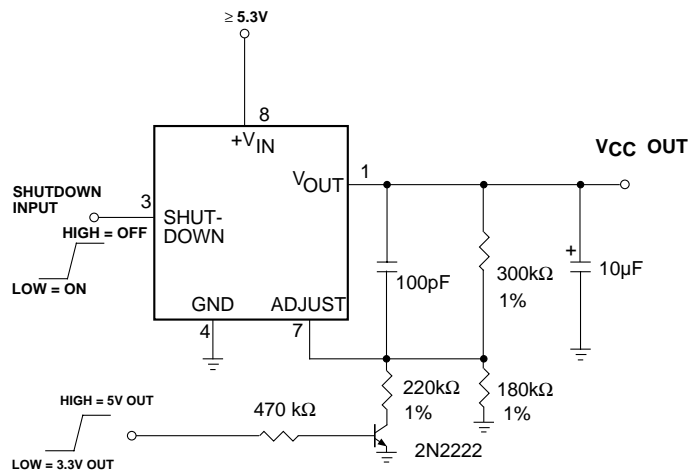 ≥ 5.3V
8
+VIN
1
VOUT
VCC OUT
SHUTDOWN
INPUT
3
SHUT-
DOWN
HIGH = OFF
LOW = ON
GND
ADJUST
4
7
100pF
300kΩ
1%
+
10µF
220kΩ
1%
180kΩ
1%
HIGH = 5V OUT
470 kΩ
2N2222
LOW = 3.3V OUT